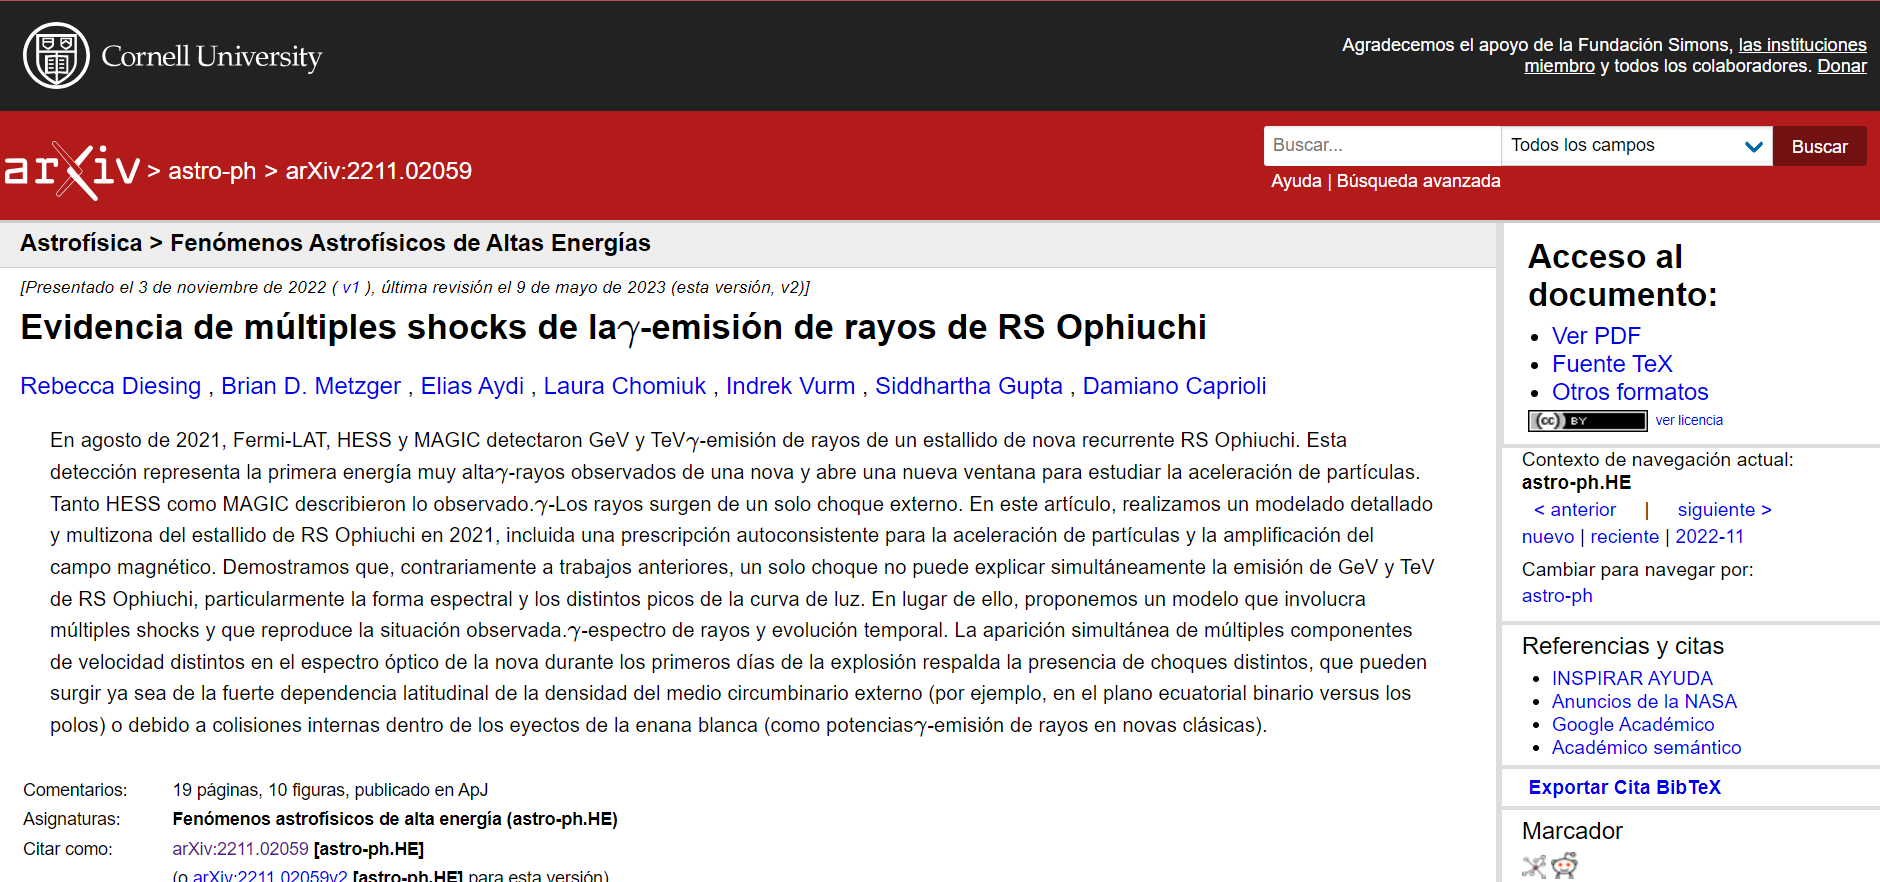 Cornell University
Agradecemos el apoyo de la Fundación Simons, las instituciones
miembro y todos los colaboradores. Donar
arXiv > astro-ph > arXiv:2211.02059
Buscar...
Todos los campos
Buscar
Ayuda | Búsqueda avanzada
Astrofísica > Fenómenos Astrofísicos de Altas Energías
[Presentado el 3 de noviembre de 2022 ( v1 ), última revisión el 9 de mayo de 2023 (esta versión, v2)]
Evidencia de múltiples shocks de laγ-emisión de rayos de RS Ophiuchi
Rebecca Diesing , Brian D. Metzger , Elias Aydi , Laura Chomiuk , Indrek Vurm , Siddhartha Gupta , Damiano Caprioli
En agosto de 2021, Fermi-LAT, HESS y MAGIC detectaron GeV y TeVγ-emisión de rayos de un estallido de nova recurrente RS Ophiuchi. Esta
detección representa la primera energía muy altaγ-rayos observados de una nova y abre una nueva ventana para estudiar la aceleración de partículas.
Tanto HESS como MAGIC describieron lo observado.γ-Los rayos surgen de un solo choque externo. En este artículo, realizamos un modelado detallado
y multizona del estallido de RS Ophiuchi en 2021, incluida una prescripción autoconsistente para la aceleración de partículas y la amplificación del
campo magnético. Demostramos que, contrariamente a trabajos anteriores, un solo choque no puede explicar simultáneamente la emisión de GeV y TeV
de RS Ophiuchi, particularmente la forma espectral y los distintos picos de la curva de luz. En lugar de ello, proponemos un modelo que involucra
múltiples shocks y que reproduce la situación observada.γ-espectro de rayos y evolución temporal. La aparición simultánea de múltiples componentes
de velocidad distintos en el espectro óptico de la nova durante los primeros días de la explosión respalda la presencia de choques distintos, que pueden
surgir ya sea de la fuerte dependencia latitudinal de la densidad del medio circumbinario externo (por ejemplo, en el plano ecuatorial binario versus los
polos) o debido a colisiones internas dentro de los eyectos de la enana blanca (como potenciasγ-emisión de rayos en novas clásicas).
Comentarios: 19 páginas, 10 figuras, publicado en ApJ
Asignaturas: Fenómenos astrofísicos de alta energía (astro-ph.HE)
Citar como: arXiv:2211.02059 [astro-ph.HE]
(o arXiv:2211.02059v2 [astro-ph.HE] para esta versión)
Acceso al
documento:
Ver PDF
Fuente TeX
Otros formatos
(cc) BY ver licencia
Contexto de navegación actual:
astro-ph.HE
< anterior | siguiente >
nuevo | reciente | 2022-11
Cambiar para navegar por:
astro-ph
Referencias y citas
INSPIRAR AYUDA
Anuncios de la NASA
Google Académico
Académico semántico
Exportar Cita BibTeX
Marcador